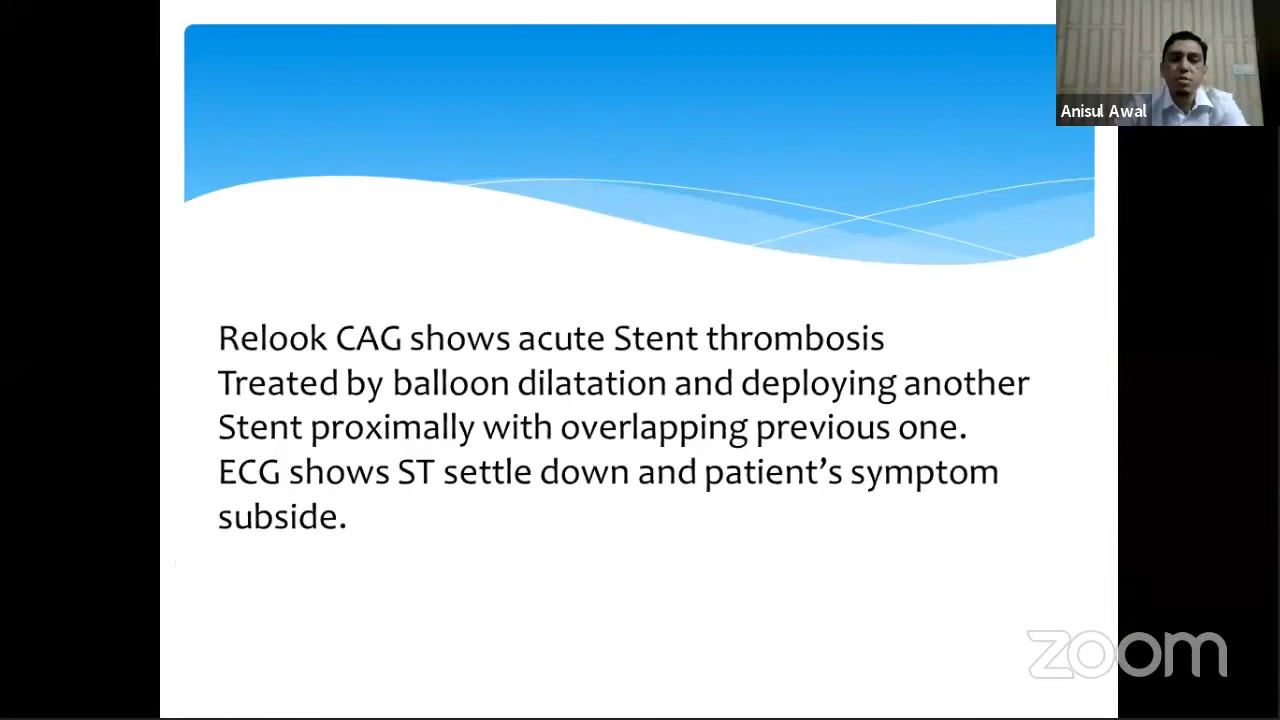 Anisul Awal
Relook CAG shows acute Stent thrombosis
Treated by balloon dilatation and deploying another
Stent proximally with overlapping previous one.
ECG shows ST settle down and patient’s symptom
subside.
zoom